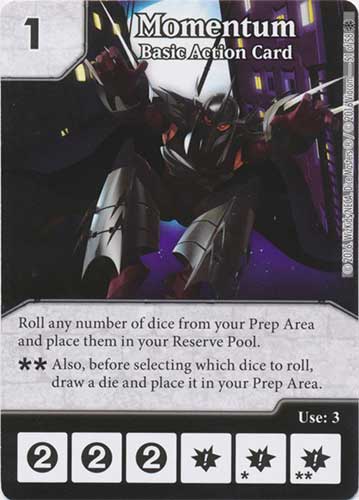 1
Momentum
Basic Action Card
Roll any number of dice from your Prep Area
and place them in your Reserve Pool.
** Also, before selecting which dice to roll,
draw a die and place it in your Prep Area.
Use: 3
2 2 2 ! ! !
* **